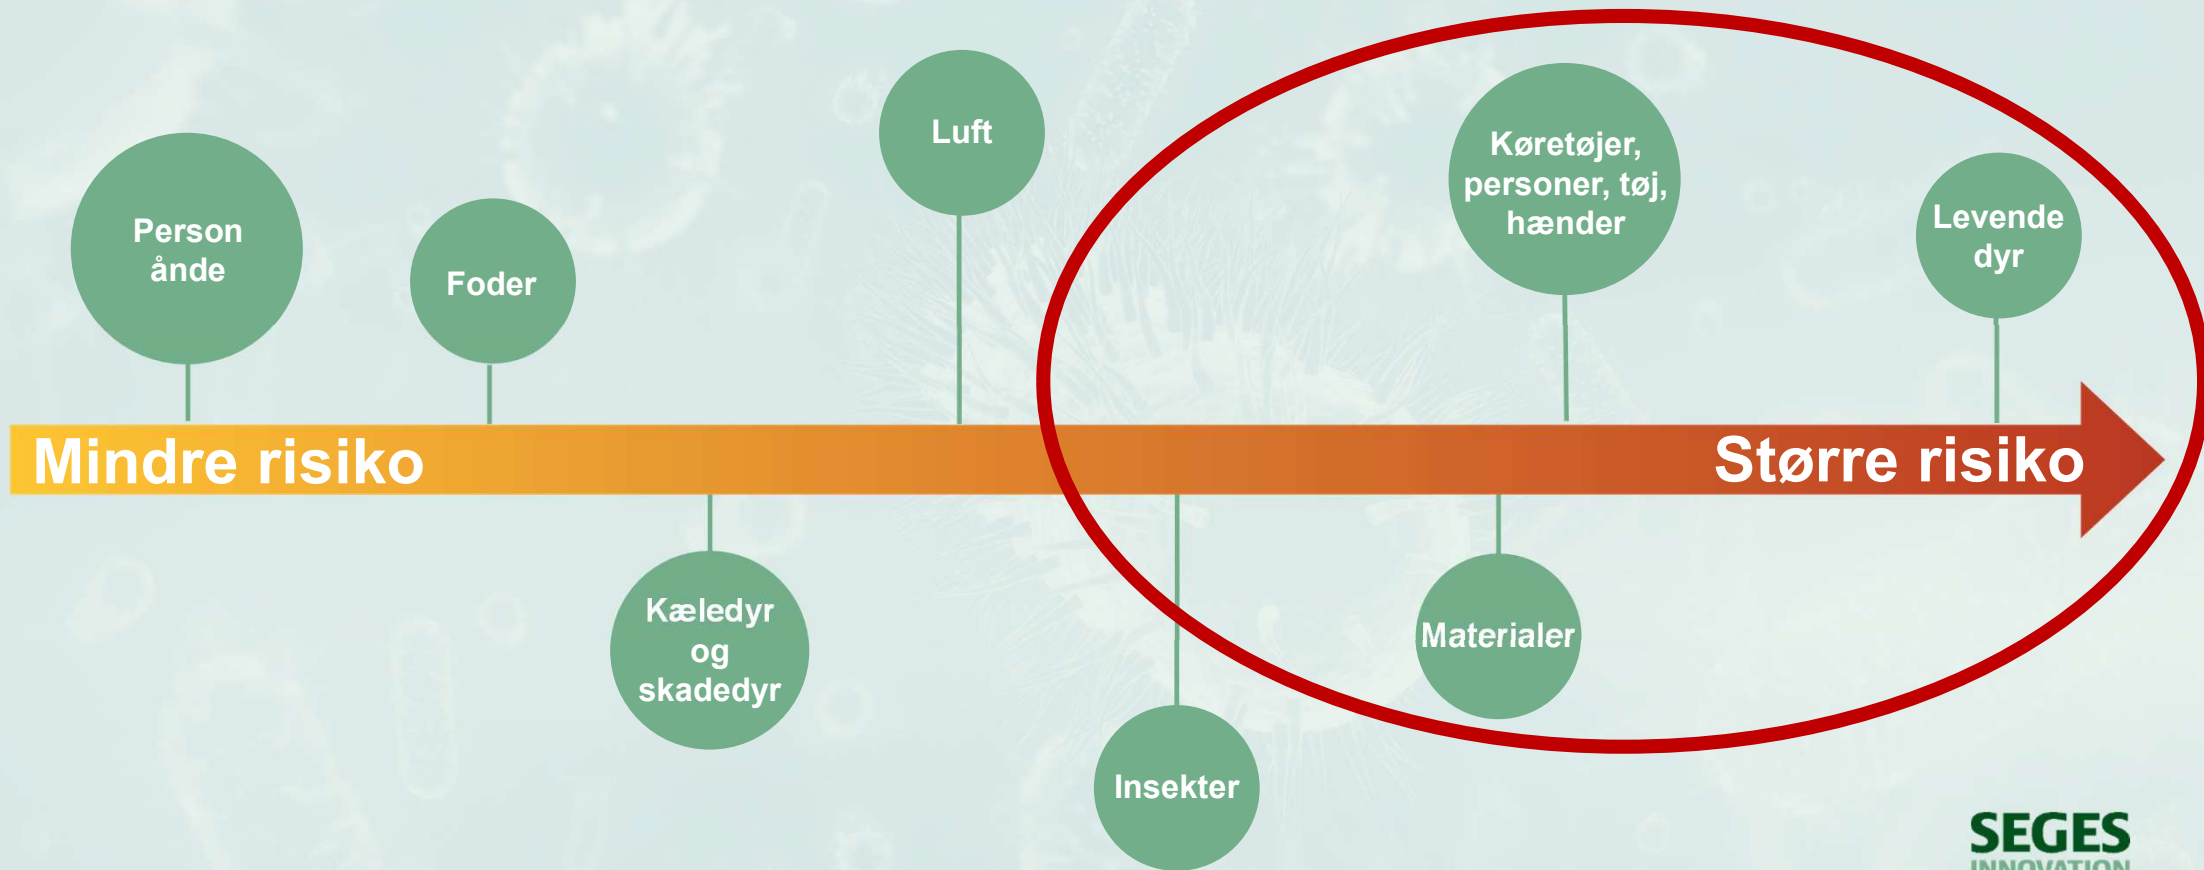 Luft
Køretøjer,
personer, tøj,
hænder
Person
ånde
Foder
Levende
dyr
Mindre risiko
Større risiko
Kæledyr
og
skadedyr
Materialer
Insekter
SEGES
INNOVATION